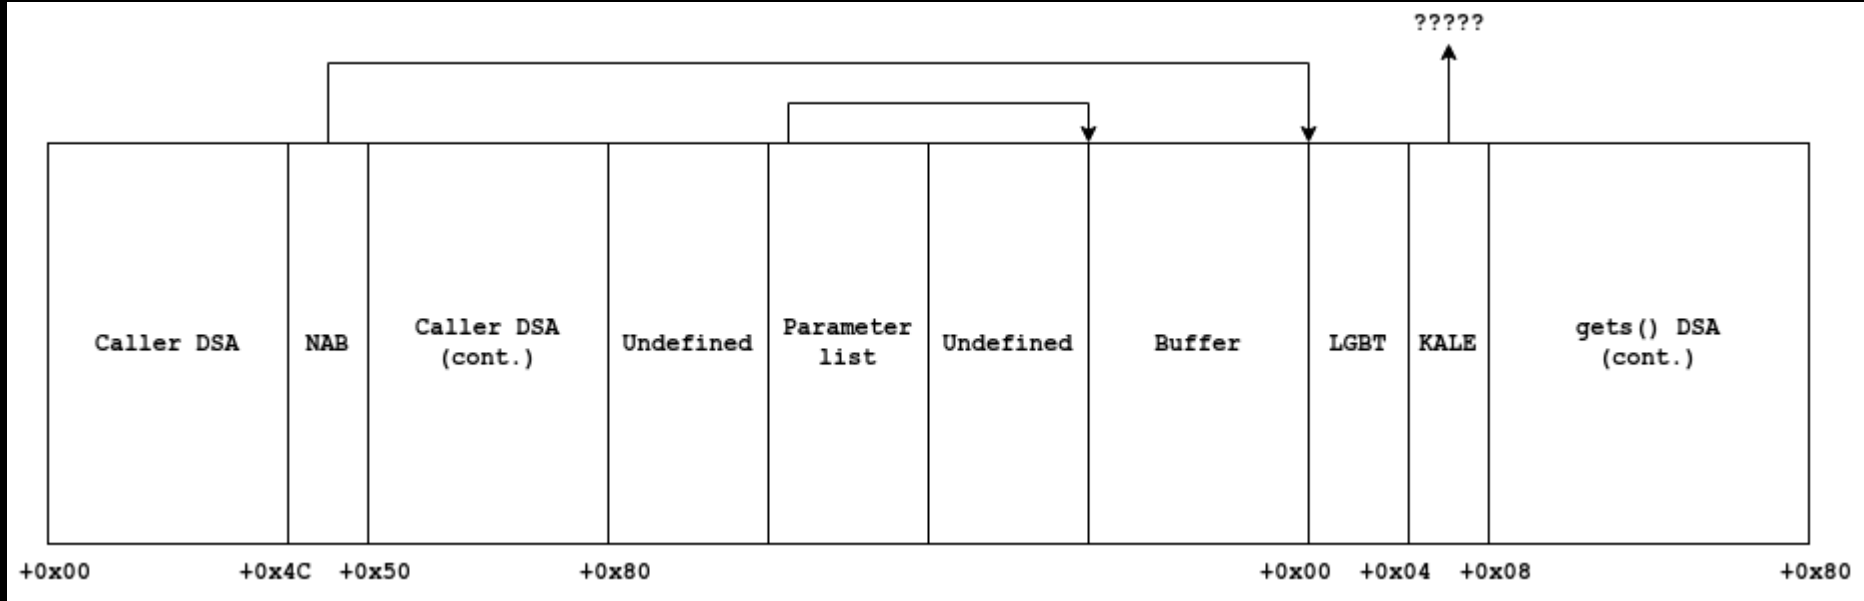 ?????
Caller DSA
NAB
Caller DSA
(cont.)
Undefined
Parameter
list
Undefined
Buffer
LGBT
KALE
gets() DSA
(cont.)
+0x00
+0x4C
+0x50
+0x80
+0x00
+0x04
+0x08
+0x80